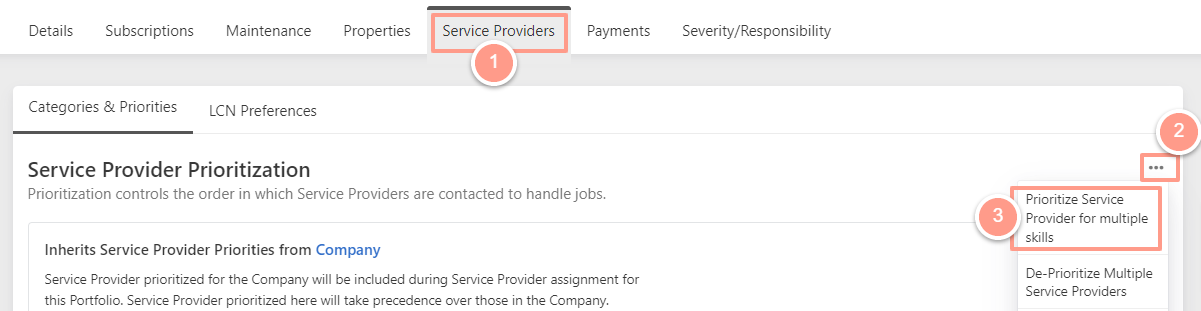 Details Subscriptions Maintenance Properties Service Providers Payments Severity/Responsibility
1
Categories & Priorities LCN Preferences
2
Service Provider Prioritization
•••
Prioritization controls the order in which Service Providers are contacted to handle jobs.
3
Prioritize Service
Provider for multiple
skills
Inherits Service Provider Priorities from Company
De-Prioritize Multiple
Service Providers
Service Provider prioritized for the Company will be included during Service Provider assignment for
this Portfolio. Service Provider prioritized here will take precedence over those in the Company.